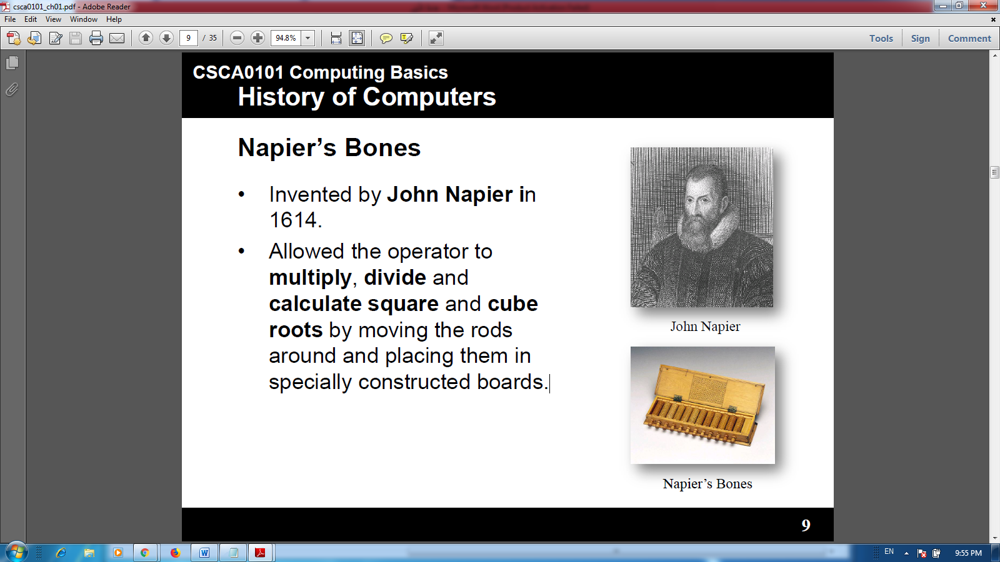 csca0101_ch01.pdf - Adobe Reader
File Edit View Window Help
9 / 35 94.8% Tools Sign Comment
CSCA0101 Computing Basics
History of Computers
Napier’s Bones
• Invented by John Napier in
1614.
• Allowed the operator to
multiply, divide and
calculate square and cube
roots by moving the rods
around and placing them in
specially constructed boards.
John Napier
Napier’s Bones
9
EN 9:55 PM